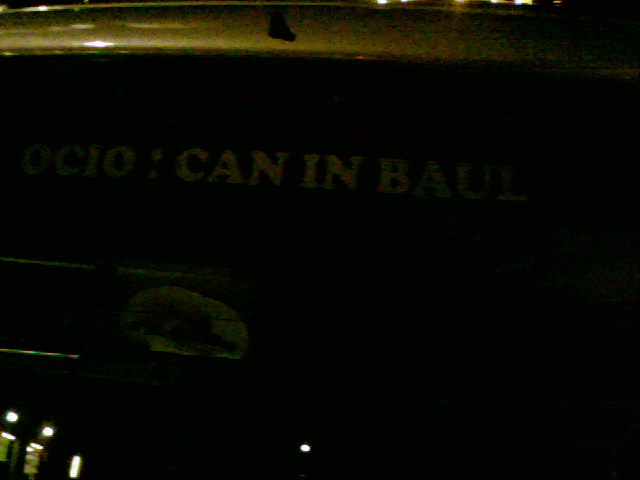 OCIO : CAN IN BAUL